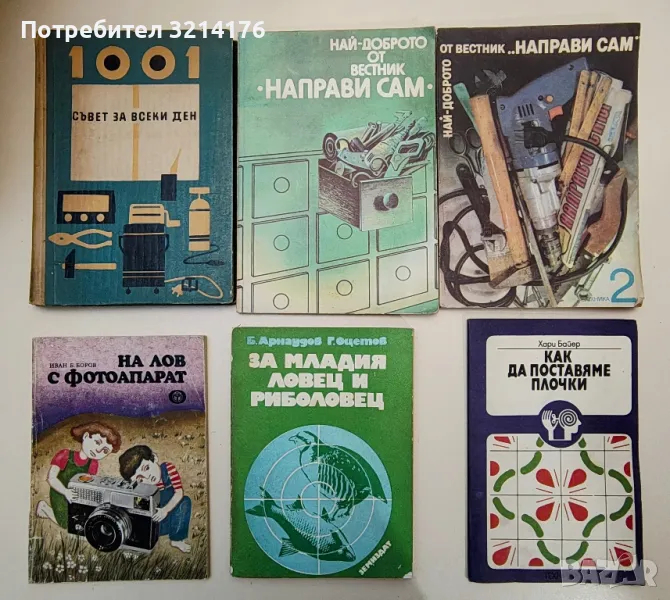 Потребител 3214176
1001
СЪВЕТ ЗА ВСЕКИ ДЕН
НАЙ-ДОБРОТО
ОТ
ВЕСТНИК
•НАПРАВИ САМ•
НАЙ-ДОБРОТО
ОТ ВЕСТНИК „НАПРАВИ САМ"
2
ИВАН Б. БОРОВ
НА ЛОВ
С ФОТОАПАРАТ
Б. Арнаудов Г. Оцетов
ЗА МЛАДИЯ
ЛОВЕЦ И
РИБОЛОВЕЦ
ЗЕМИЗДАТ
Хари Байер
КАК
ДА ПОСТАВЯМЕ
ПЛОЧКИ
bazar